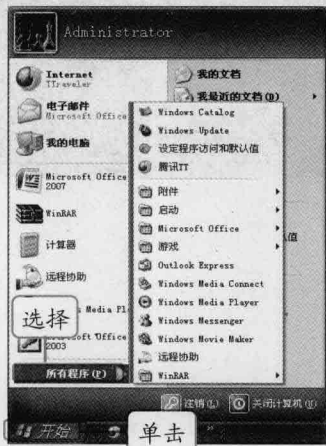 Administrator
Internet
TTraveler
电子邮件
Microsoft Office
我的电脑
Microsoft Office
2007
WinRAR
计算器
远程协助
选择
s Media Pl
soft Office
2003
所有程序(P)
我的文档
我最近的文档(D)
Windows Catalog
Windows Update
设定程序访问和默认值
腾讯TT
附件
启动
Microsoft Office
游戏
Outlook Express
Windows Media Connect
Windows Media Player
Windows Messenger
Windows Movie Maker
远程协助
WinRAR
认值
注销(L)
关闭计算机(U)
开始
单击